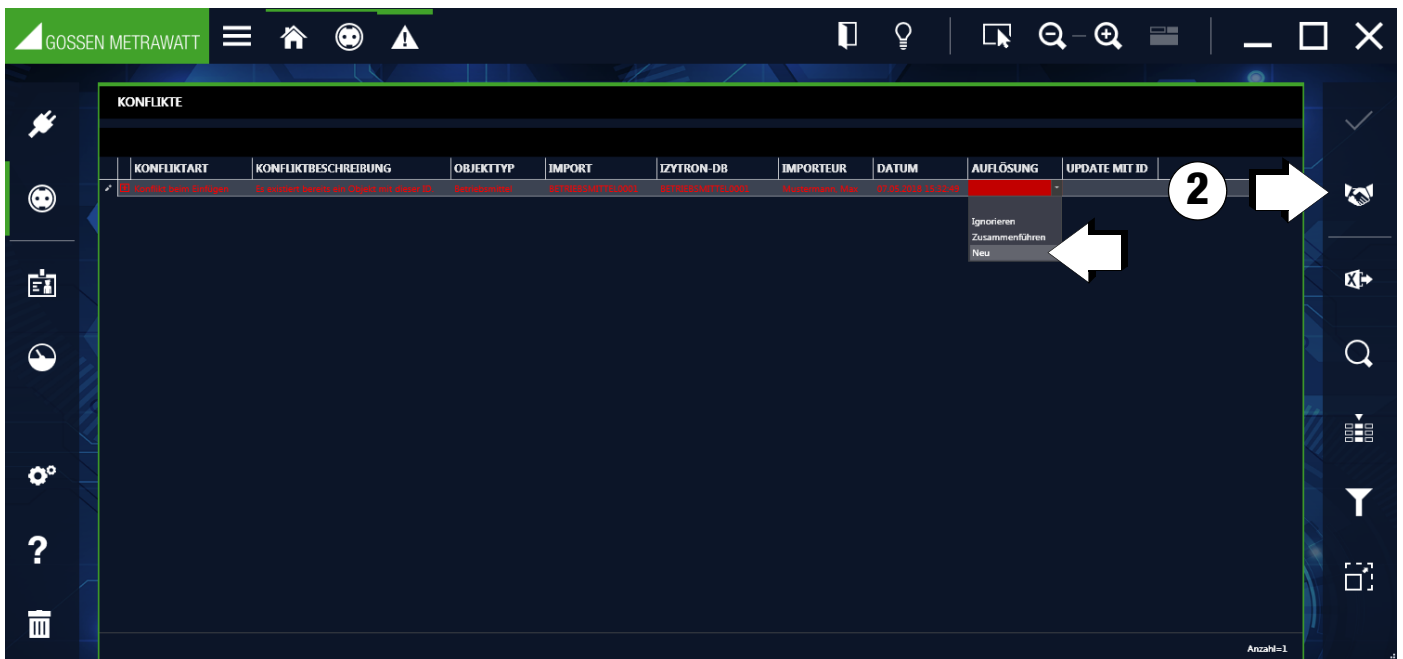 GOSSEN METRAWATT
KONFLIKTE
KONFLIKTART KONFLIKTBESCHREIBUNG OBJEKTTYP IMPORT IZYTRON-DB IMPORTEUR DATUM AUFLÖSUNG UPDATE MIT ID
Ignorieren
Zusammenführen
Neu
2
?
Anzahl=1